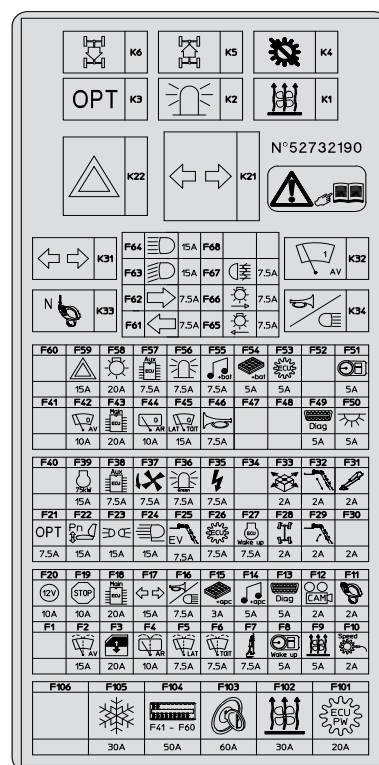 K6 K5 K4
OPT K3 K2 K1
N°52732190
K22 K21
F64 15A F68
K31 1 AV K32
F63 15A F67 7.5A
N K33 F62 7.5A F66 7.5A K34
F61 7.5A F65 7.5A
F60 F59 F58 F57 F56 F55 F54 F53 F52 F51
Aux ECU +bat +bat ECU
15A 20A 7.5A 7.5A 7.5A 5A 5A 5A
F41 F42 F43 F44 F45 F46 F47 F48 F49 F50
AV Main ECU AR LAT TOIT Diag
10A 20A 10A 15A 7.5A 5A 5A
F40 F39 F38 F37 F36 F35 F34 F33 F32 F31
75kW Aux ECU Green
15A 7.5A 7.5A 7.5A 7.5A 2A 2A 2A
F21 F22 F23 F24 F25 F26 F27 F28 F29 F30
OPT Pn EV ECU ECU Wake up
7.5A 15A 15A 15A 7.5A 7.5A 7.5A 2A 2A 2A
F20 F19 F18 F17 F16 F15 F14 F13 F12 F11
12V STOP Main ECU +apc +apc Diag CAM
10A 10A 20A 15A 7.5A 3A 5A 5A 2A 2A
F1 F2 F3 F4 F5 F6 F7 F8 F9 F10
AV AR LAT TOIT Wake up Speed
15A 20A 10A 7.5A 7.5A 7.5A 5A 5A 2A
F106 F105 F104 F103 F102 F101
F41 - F60 ECU PW
30A 50A 60A 30A 20A